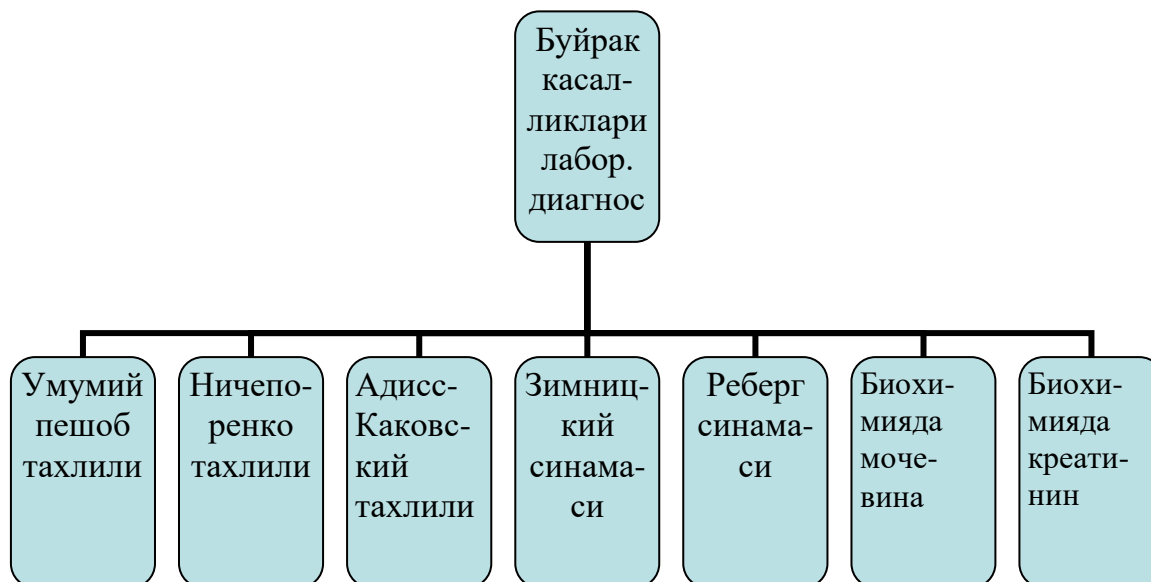 Буйрак
касал-
ликлари
лабор.
диагнос
Умумий
пешоб
тахлили
Ничепо-
ренко
тахлили
Адисс-
Каковс-
кий
тахлили
Зимниц-
кий
синама-
си
Реберг
синама-
си
Биохи-
мияда
моче-
вина
Биохи-
мияда
креати-
нин